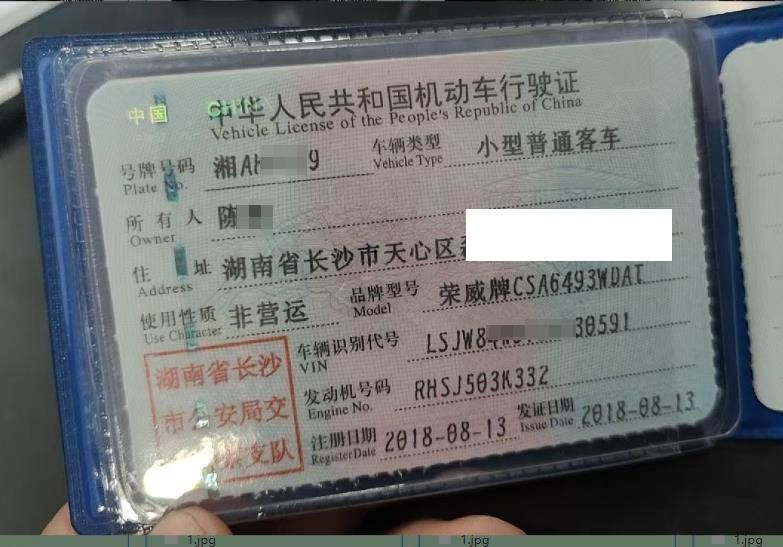 中国
中华人民共和国机动车行驶证
Vehicle License of the People's Republic of China
号牌号码 湘A 9 车辆类型 小型普通客车
Plate No. Vehicle Type
所有人 陈
Owner
住址 湖南省长沙市天心区
Address
使用性质 非营运 品牌型号 荣威牌CSA6493WDAT
Use Character Model
车辆识别代号 LSJW8 30591
VIN
发动机号码 RHSJ503K332
Engine No.
注册日期 2018-08-13 发证日期 2018-08-13
Register Date Issue Date
湖南省长沙
市公安局交
支队
1.jpg 1.jpg 1.jpg